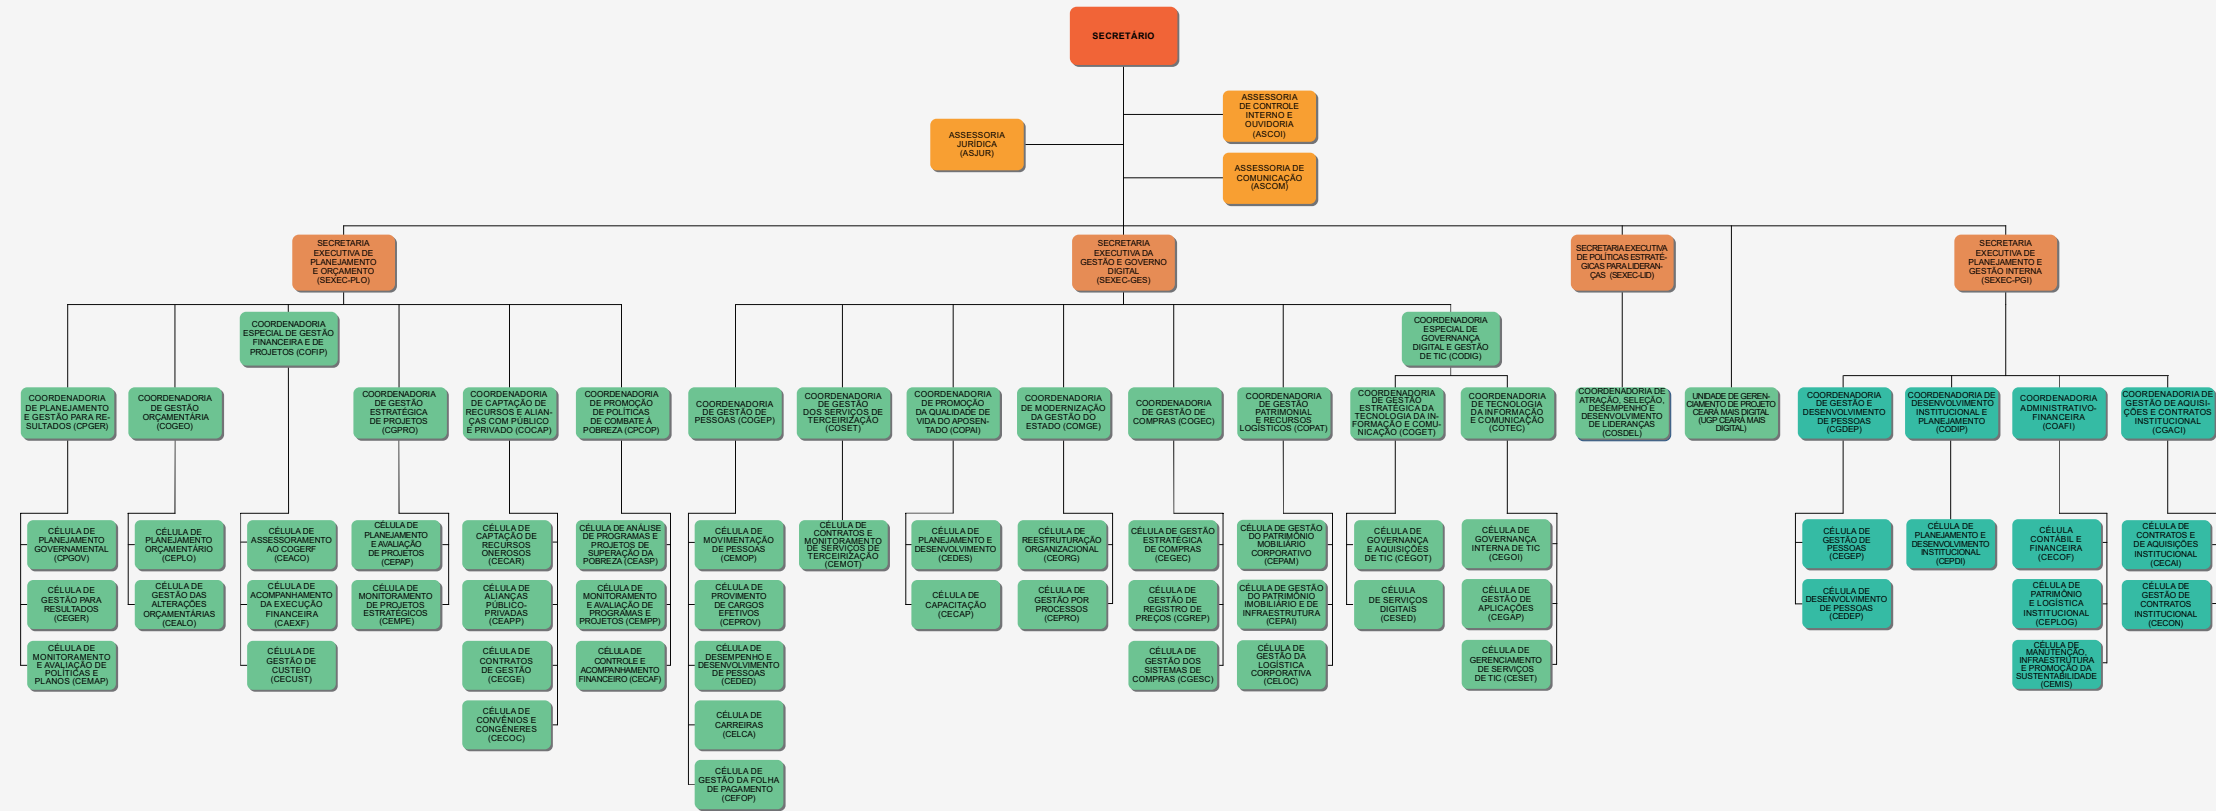 SECRETÁRIO
ASSESSORIA
DE CONTROLE
INTERNO E
OUVIDORIA
(ASCOI)
ASSESSORIA
JURÍDICA
(ASJUR)
ASSESSORIA DE
COMUNICAÇÃO
(ASCOM)
SECRETARIA
EXECUTIVA DE
PLANEJAMENTO
E ORÇAMENTO
(SEXEC-PLO)
SECRETARIA
EXECUTIVA DA
GESTÃO E GOVERNO
DIGITAL
(SEXEC-GES)
SECRETARIA EXECUTIVA
DE POLÍTICAS ESTRATÉ-
GICAS PARA LIDERAN-
ÇAS (SEXEC-LID)
SECRETARIA
EXECUTIVA DE
PLANEJAMENTO E
GESTÃO INTERNA
(SEXEC-PGI)
COORDENADORIA
ESPECIAL DE GESTÃO
FINANCEIRA E DE
PROJETOS (COFIP)
COORDENADORIA
ESPECIAL DE
GOVERNANÇA
DIGITAL E GESTÃO
DE TIC (CODIG)
COORDENADORIA
DE PLANEJAMENTO
E GESTÃO PARA RE-
SULTADOS (CPGER)
COORDENADORIA
DE GESTÃO
ORÇAMENTÁRIA
(COGEO)
COORDENADORIA
DE GESTÃO
ESTRATÉGICA
DE PROJETOS
(CGPRO)
COORDENADORIA
DE CAPTAÇÃO DE
RECURSOS E ALIAN-
ÇAS COM PÚBLICO
E PRIVADO (COCAP)
COORDENADORIA
DE PROMOÇÃO
DE POLÍTICAS
DE COMBATE À
POBREZA (CPCOP)
COORDENADORIA
DE GESTÃO DE
PESSOAS (COGEP)
COORDENADORIA
DE GESTÃO
DOS SERVIÇOS DE
TERCEIRIZAÇÃO
(COSET)
COORDENADORIA
DE PROMOÇÃO
DA QUALIDADE DE
VIDA DO APOSEN-
TADO (COPAI)
COORDENADORIA
DE MODERNIZAÇÃO
DA GESTÃO DO
ESTADO (COMGE)
COORDENADORIA
DE GESTÃO DE
COMPRAS (COGEC)
COORDENADORIA
DE GESTÃO
PATRIMONIAL
E RECURSOS
LOGÍSTICOS (COPAT)
COORDENADORIA
DE GESTÃO
ESTRATÉGICA DA
TECNOLOGIA DA IN-
FORMAÇÃO E COMU-
NICAÇÃO (COGET)
COORDENADORIA
DE TECNOLOGIA
DA INFORMAÇÃO
E COMUNICAÇÃO
(COTEC)
COORDENADORIA DE
ATRAÇÃO, SELEÇÃO,
DESEMPENHO E
DESENVOLVIMENTO
DE LIDERANÇAS
(COSDEL)
UNIDADE DE GEREN-
CIAMENTO DE PROJETO
CEARÁ MAIS DIGITAL
(UGP CEARÁ MAIS
DIGITAL)
COORDENADORIA
DE GESTÃO E
DESENVOLVIMENTO
DE PESSOAS
(CGDEP)
COORDENADORIA DE
DESENVOLVIMENTO
INSTITUCIONAL E
PLANEJAMENTO
(CODIP)
COORDENADORIA
ADMINISTRATIVO-
FINANCEIRA
(COAFI)
COORDENADORIA DE
GESTÃO DE AQUISI-
ÇÕES E CONTRATOS
INSTITUCIONAL
(CGACI)
CÉLULA DE
PLANEJAMENTO
GOVERNAMENTAL
(CPGOV)
CÉLULA DE
PLANEJAMENTO
ORÇAMENTÁRIO
(CEPLO)
CÉLULA DE
ASSESSORAMENTO
AO COGERF
(CEACO)
CÉLULA DE
PLANEJAMENTO
E AVALIAÇÃO
DE PROJETOS
(CEPAP)
CÉLULA DE
CAPTAÇÃO DE
RECURSOS
ONEROSOS
(CECAR)
CÉLULA DE ANÁLISE
DE PROGRAMAS E
PROJETOS DE
SUPERAÇÃO DA
POBREZA (CEASP)
CÉLULA DE
MOVIMENTAÇÃO
DE PESSOAS
(CEMOP)
CÉLULA DE
CONTRATOS E
MONITORAMENTO
DE SERVIÇOS DE
TERCEIRIZAÇÃO
(CEMOT)
CÉLULA DE
PLANEJAMENTO E
DESENVOLVIMENTO
(CEDES)
CÉLULA DE
REESTRUTURAÇÃO
ORGANIZACIONAL
(CEORG)
CÉLULA DE GESTÃO
ESTRATÉGICA
DE COMPRAS
(CEGEC)
CÉLULA DE GESTÃO
DO PATRIMÔNIO
MOBILIÁRIO
CORPORATIVO
(CEPAM)
CÉLULA DE
GOVERNANÇA
E AQUISIÇÕES
DE TIC (CEGOT)
CÉLULA DE
GOVERNANÇA
INTERNA DE TIC
(CEGOI)
CÉLULA DE
GESTÃO DE
PESSOAS
(CEGEP)
CÉLULA DE
PLANEJAMENTO E
DESENVOLVIMENTO
INSTITUCIONAL
(CEPDI)
CÉLULA
CONTÁBIL E
FINANCEIRA
(CECOF)
CÉLULA DE
CONTRATOS E
DE AQUISIÇÕES
INSTITUCIONAL
(CECAI)
CÉLULA DE
GESTÃO PARA
RESULTADOS
(CEGER)
CÉLULA DE
GESTÃO DAS
ALTERAÇÕES
ORÇAMENTÁRIAS
(CEALO)
CÉLULA DE
ACOMPANHAMENTO
DA EXECUÇÃO
FINANCEIRA
(CAEXF)
CÉLULA DE
MONITORAMENTO
DE PROJETOS
ESTRATÉGICOS
(CEMPE)
CÉLULA DE
ALIANÇAS
PÚBLICO-
PRIVADAS
(CEAPP)
CÉLULA DE
MONITORAMENTO
E AVALIAÇÃO DE
PROGRAMAS E
PROJETOS (CEMPP)
CÉLULA DE
PROVIMENTO
DE CARGOS
EFETIVOS
(CEPROV)
CÉLULA DE
CAPACITAÇÃO
(CECAP)
CÉLULA DE
GESTÃO POR
PROCESSOS
(CEPRO)
CÉLULA DE
GESTÃO DE
REGISTRO DE
PREÇOS (CGREP)
CÉLULA DE GESTÃO
DO PATRIMÔNIO
IMOBILIÁRIO E DE
INFRAESTRUTURA
(CEPAI)
CÉLULA
DE SERVIÇOS
DIGITAIS
(CESED)
CÉLULA DE
GESTÃO DE
APLICAÇÕES
(CEGAP)
CÉLULA DE
DESENVOLVIMENTO
DE PESSOAS
(CEDEP)
CÉLULA DE
PATRIMÔNIO
E LOGÍSTICA
INSTITUCIONAL
(CEPLOG)
CÉLULA DE
GESTÃO DE
CONTRATOS
INSTITUCIONAL
(CECON)
CÉLULA DE
MONITORAMENTO
E AVALIAÇÃO DE
POLÍTICAS E
PLANOS (CEMAP)
CÉLULA DE
GESTÃO DE
CUSTEIO
(CECUST)
CÉLULA DE
CONTRATOS
DE GESTÃO
(CECGE)
CÉLULA DE
CONTROLE E
ACOMPANHAMENTO
FINANCEIRO (CECAF)
CÉLULA DE
DESEMPENHO E
DESENVOLVIMENTO
DE PESSOAS
(CEDED)
CÉLULA DE
GESTÃO DOS
SISTEMAS DE
COMPRAS (CGESC)
CÉLULA DE
GESTÃO DA
LOGÍSTICA
CORPORATIVA
(CELOC)
CÉLULA DE
GERENCIAMENTO
DE SERVIÇOS
DE TIC (CESET)
CÉLULA DE
MANUTENÇÃO,
INFRAESTRUTURA
E PROMOÇÃO DA
SUSTENTABILIDADE
(CEMIS)
CÉLULA DE
CONVÊNIOS E
CONGÊNERES
(CECOC)
CÉLULA DE
CARREIRAS
(CELCA)
CÉLULA DE
GESTÃO DA FOLHA
DE PAGAMENTO
(CEFOP)